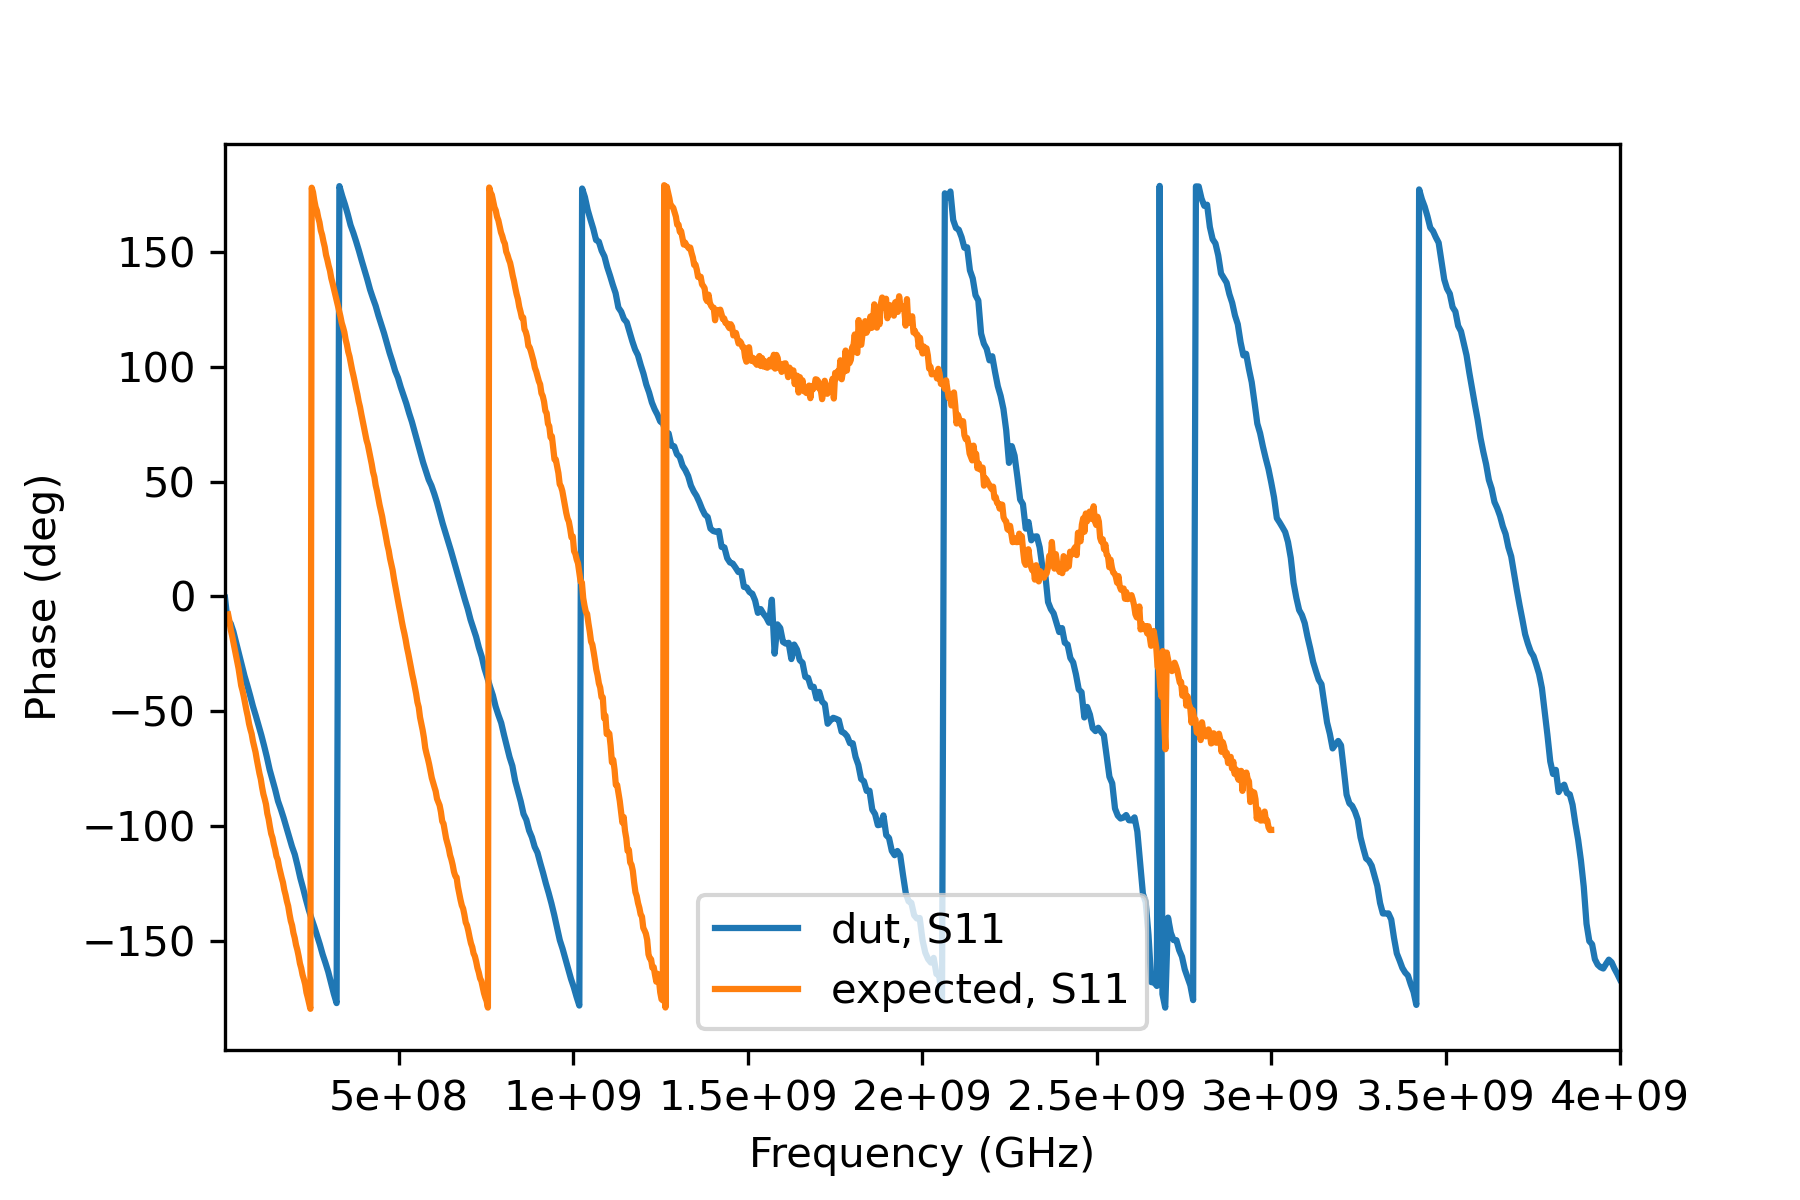 150
100
50
0
−50
−100
−150
Phase (deg)
dut, S11
expected, S11
5e+08 1e+09 1.5e+09 2e+09 2.5e+09 3e+09 3.5e+09 4e+09
Frequency (GHz)